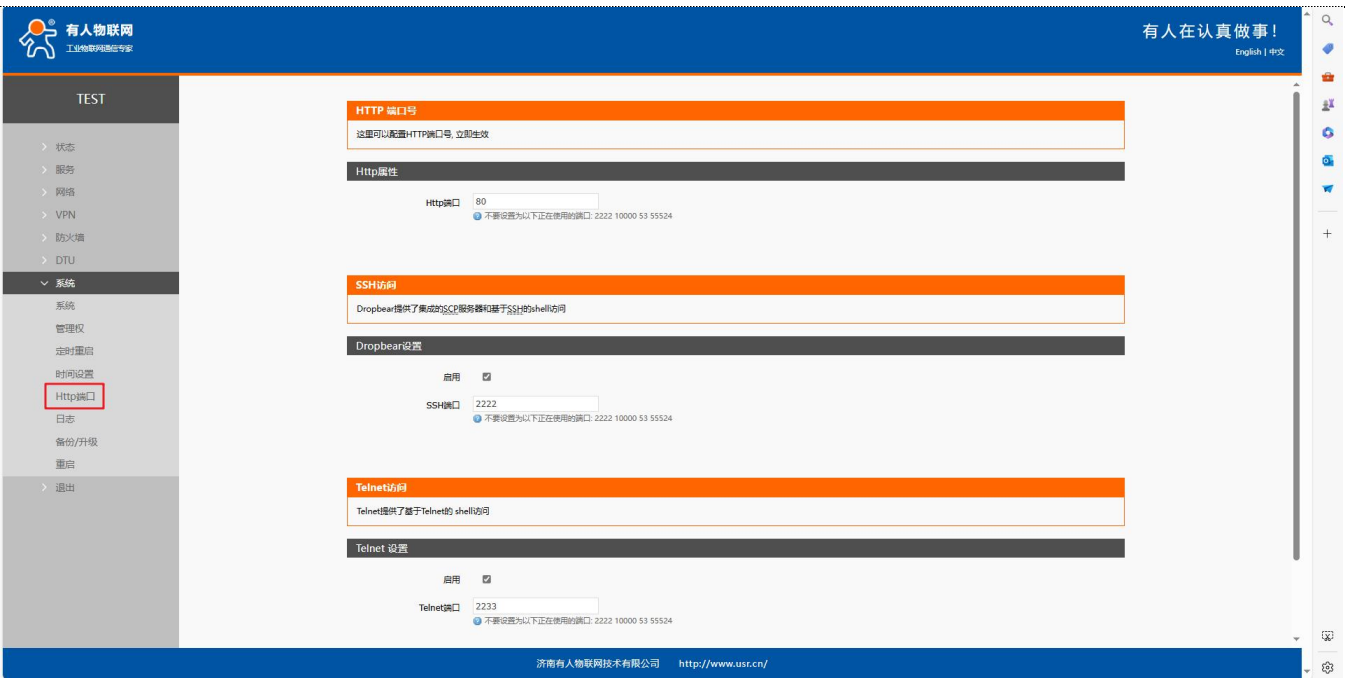 有人物联网
工业物联网通信专家
有人在认真做事!
English | 中文
TEST
状态
服务
网络
VPN
防火墙
DTU
系统
系统
管理权
定时重启
时间设置
Http端口
日志
备份/升级
重启
退出
HTTP 端口号
这里可以配置HTTP端口号, 立即生效
Http属性
Http端口 80
不要设置为以下正在使用的端口: 2222 10000 53 55524
SSH访问
Dropbear提供了集成的SCP服务器和基于SSH的shell访问
Dropbear设置
启用
SSH端口 2222
不要设置为以下正在使用的端口: 2222 10000 53 55524
Telnet访问
Telnet提供了基于Telnet的 shell访问
Telnet 设置
启用
Telnet端口 2233
不要设置为以下正在使用的端口: 2222 10000 53 55524
济南有人物联网技术有限公司 http://www.usr.cn/